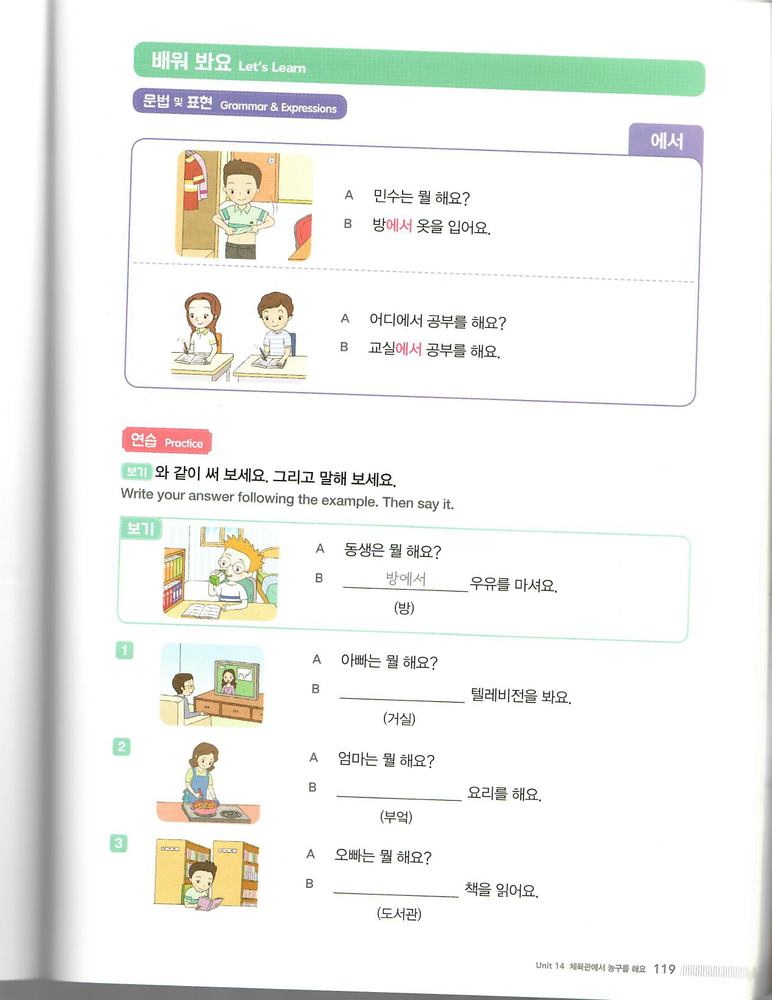 배워 봐요 Let's Learn
문법 및 표현 Grammar & Expressions
에서
A 민수는 뭘 해요?
B 방에서 옷을 입어요.
A 어디에서 공부를 해요?
B 교실에서 공부를 해요.
연습 Practice
보기 와 같이 써 보세요. 그리고 말해 보세요.
Write your answer following the example. Then say it.
보기
A 동생은 뭘 해요?
B 방에서 우유를 마셔요.
(방)
1
A 아빠는 뭘 해요?
B ______ 텔레비전을 봐요.
(거실)
2
A 엄마는 뭘 해요?
B ______ 요리를 해요.
(부엌)
3
A 오빠는 뭘 해요?
B ______ 책을 읽어요.
(도서관)
Unit 14 체육관에서 농구를 해요 119